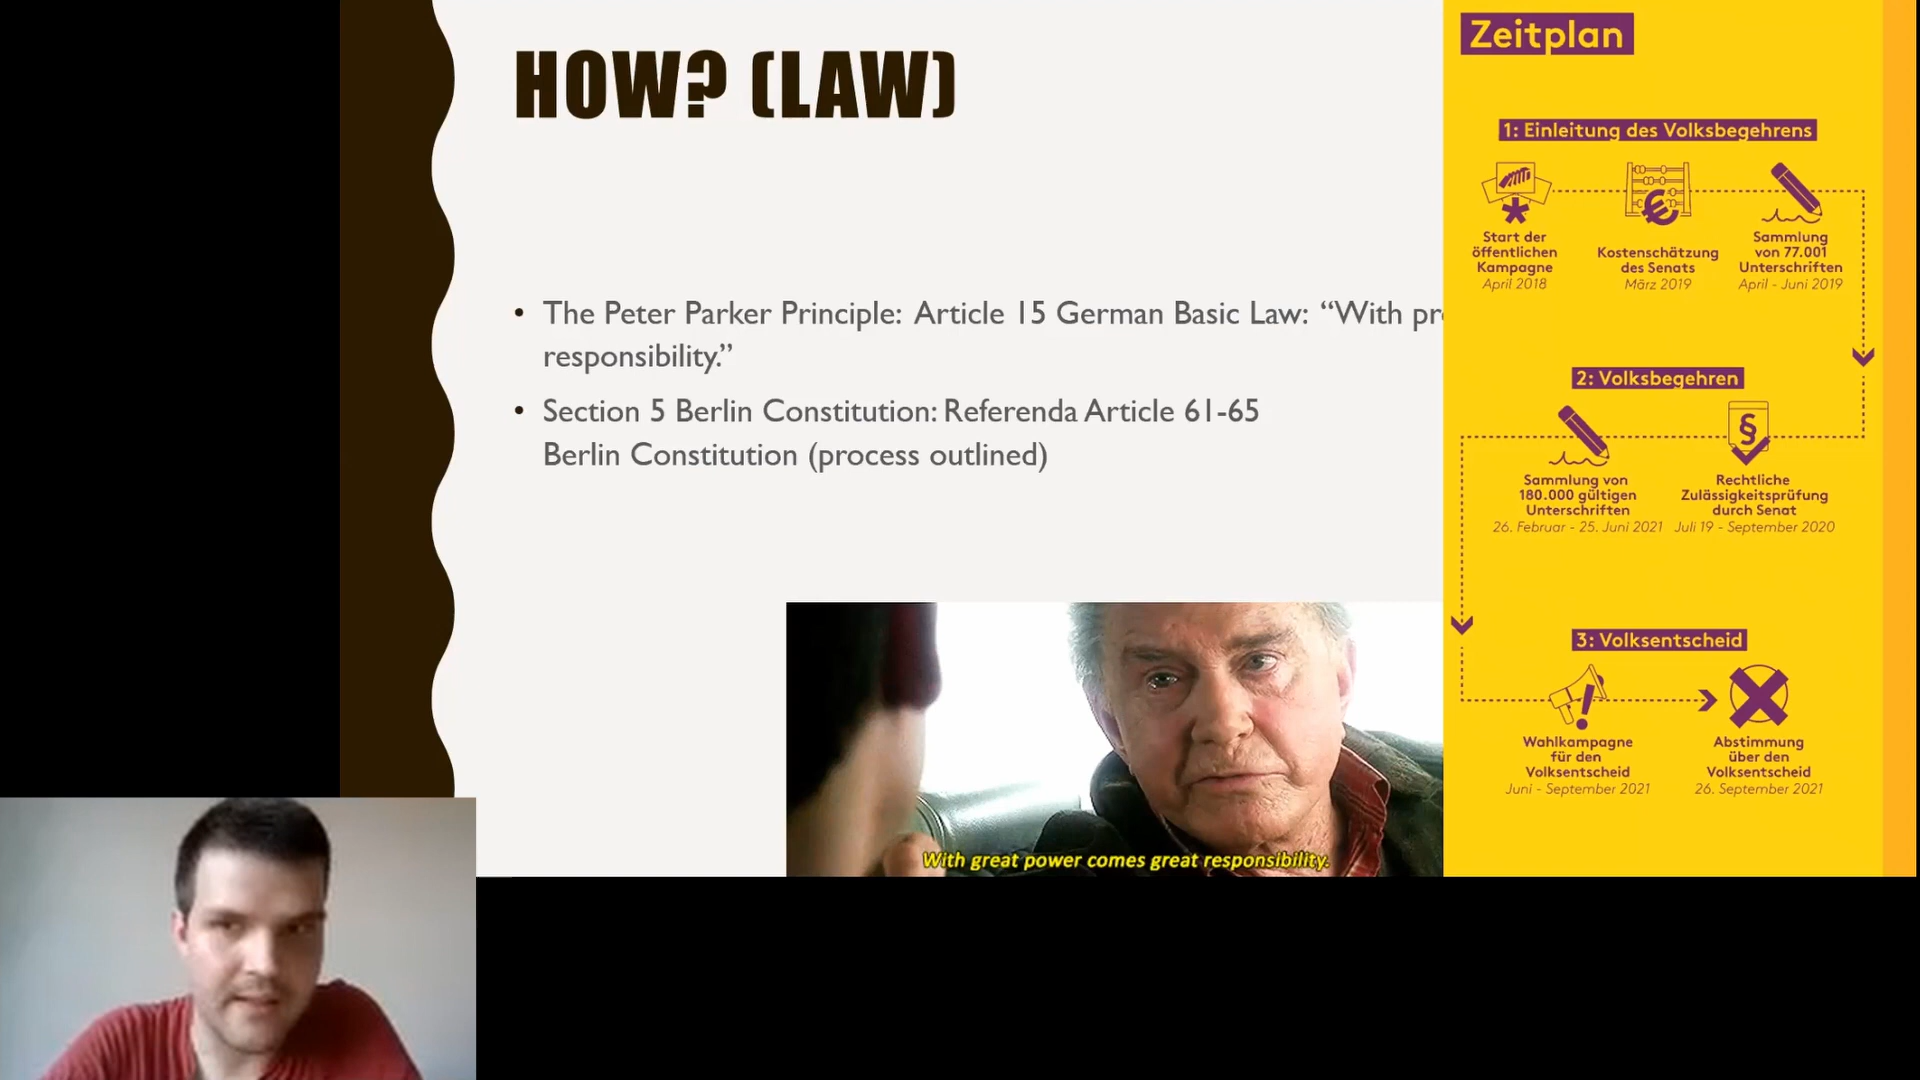 HOW? (LAW)
• The Peter Parker Principle: Article 15 German Basic Law: “With
responsibility.”
• Section 5 Berlin Constitution: Referenda Article 61-65
Berlin Constitution (process outlined)
With great power comes great responsibility.
Zeitplan
1: Einleitung des Volksbegehrens
Start der
öffentlichen
Kampagne
April 2018
Kostenschätzung
des Senats
März 2019
Sammlung
von 77.001
Unterschriften
April - Juni 2019
2: Volksbegehren
Sammlung von
180.000 gültigen
Unterschriften
26. Februar - 25. Juni 2021
Rechtliche
Zulässigkeitsprüfung
durch Senat
Juli 19 - September 2020
3: Volksentscheid
Wahlkampagne
für den
Volksentscheid
Juni - September 2021
Abstimmung
über den
Volksentscheid
26. September 2021